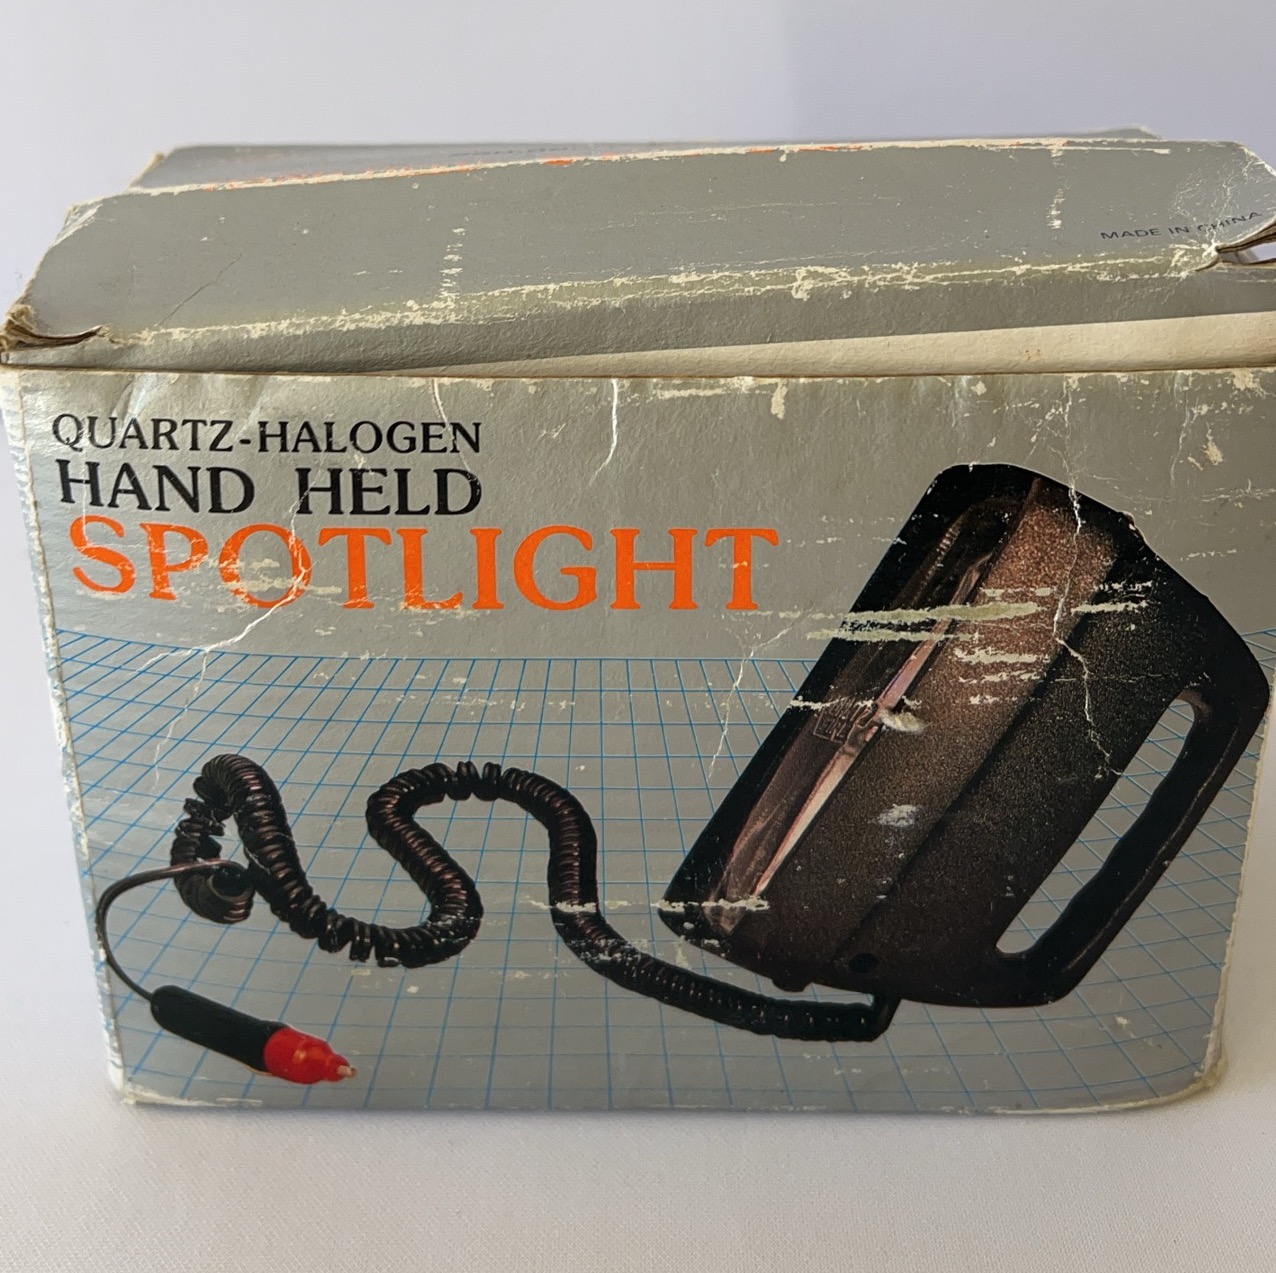 MADE IN CHINA
QUARTZ-HALOGEN
HAND HELD
SPOTLIGHT